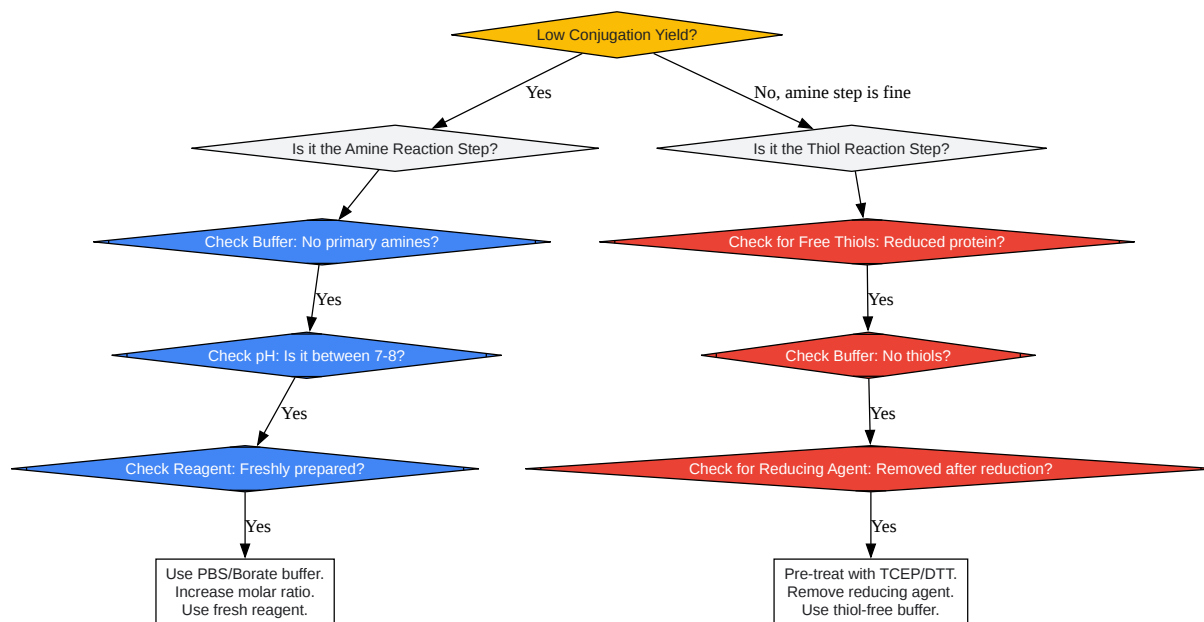 Low Conjugation Yield?
Yes
No, amine step is fine
Is it the Amine Reaction Step?
Is it the Thiol Reaction Step?
Check Buffer: No primary amines?
Check for Free Thiols: Reduced protein?
Yes
Yes
Check pH: Is it between 7-8?
Check Buffer: No thiols?
Yes
Yes
Check Reagent: Freshly prepared?
Check for Reducing Agent: Removed after reduction?
Yes
Yes
Use PBS/Borate buffer.
Increase molar ratio.
Use fresh reagent.
Pre-treat with TCEP/DTT.
Remove reducing agent.
Use thiol-free buffer.